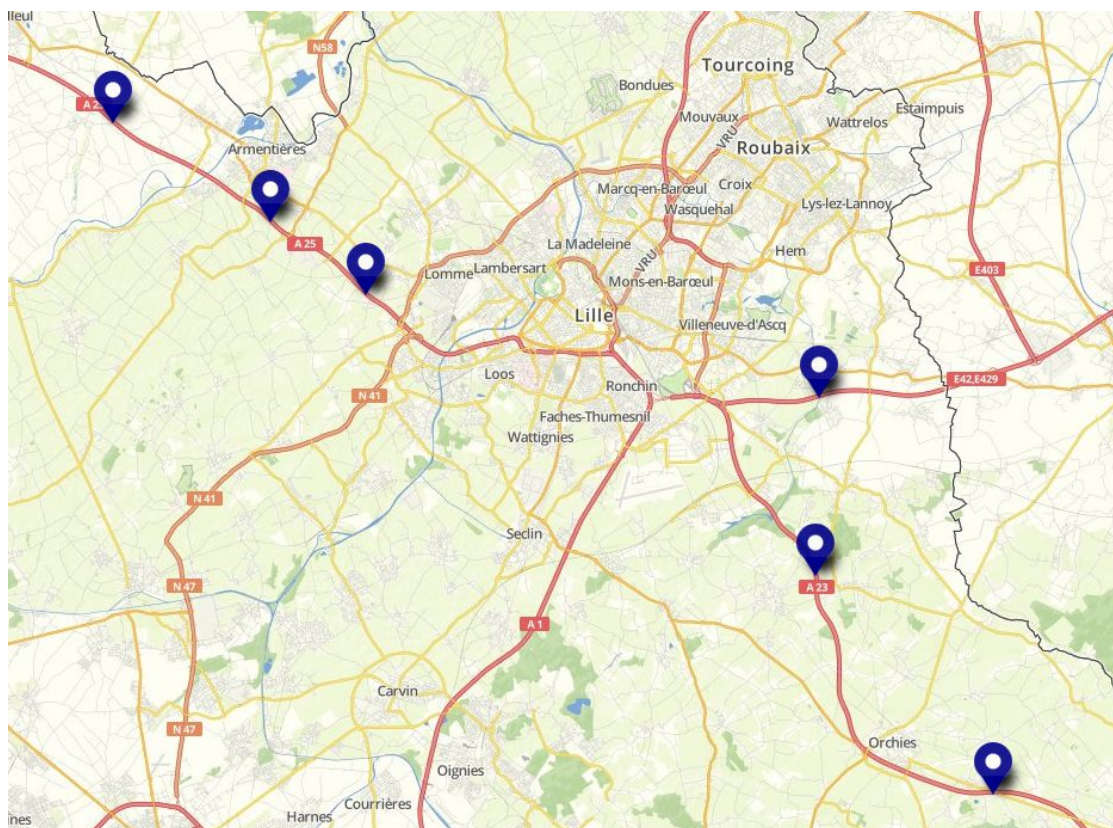 lleul
N58
Tourcoing
Bondues
A 25
Estaimpuis
Mouvaux
Wattrelos
VRU
Armentières
Roubaix
Croix
Marcq-en-Barœul
Lys-lez-Lannoy
Wasquehal
A 25
La Madeleine
Hem
VRU
Lomme
Lambersart
E403
Mons-en-Barœul
Lille
Villeneuve-d'Ascq
Loos
Ronchin
E42,E429
N 41
Faches-Thumesnil
Wattignies
N 41
Seclin
N 47
A 23
A 1
Carvin
N 47
Orchies
Oignies
Courrières
Harnes
ines